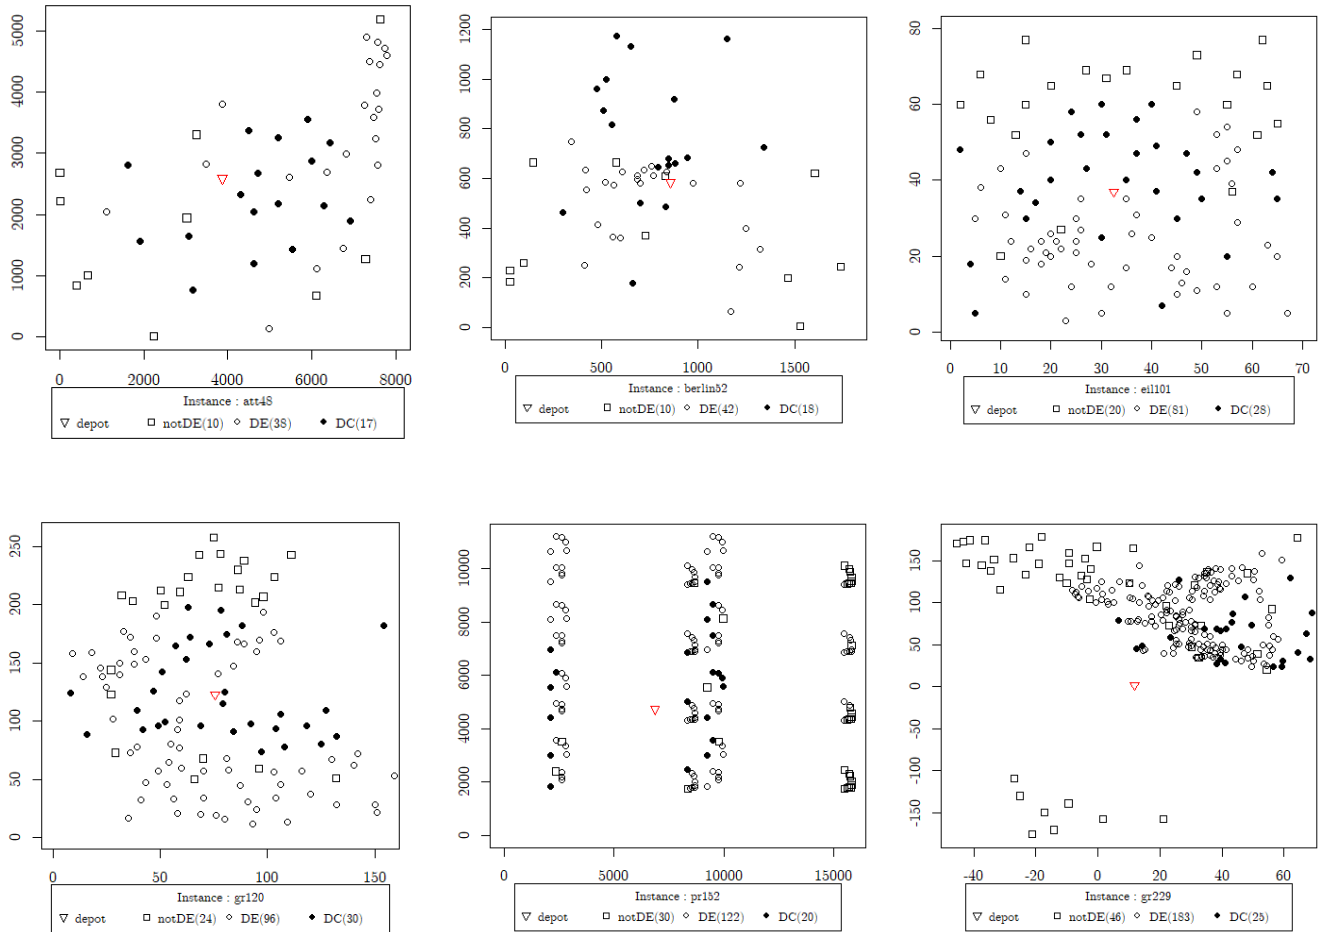 5000
4000
3000
2000
1000
0
0 2000 4000 6000 8000
Instance : att48
depot notDE(10) DE(38) DC(17)
1200
1000
800
600
400
200
0
0 500 1000 1500
Instance : berlin52
depot notDE(10) DE(42) DC(18)
80
60
40
20
0
0 10 20 30 40 50 60 70
Instance : eil101
depot notDE(20) DE(81) DC(28)
250
200
150
100
50
0
0 50 100 150
Instance : gr120
depot notDE(24) DE(96) DC(30)
10000
8000
6000
4000
2000
0
0 5000 10000 15000
Instance : pr152
depot notDE(30) DE(122) DC(20)
150
100
50
0
-50
-100
-150
-40 -20 0 20 40 60
Instance : gr229
depot notDE(46) DE(183) DC(25)